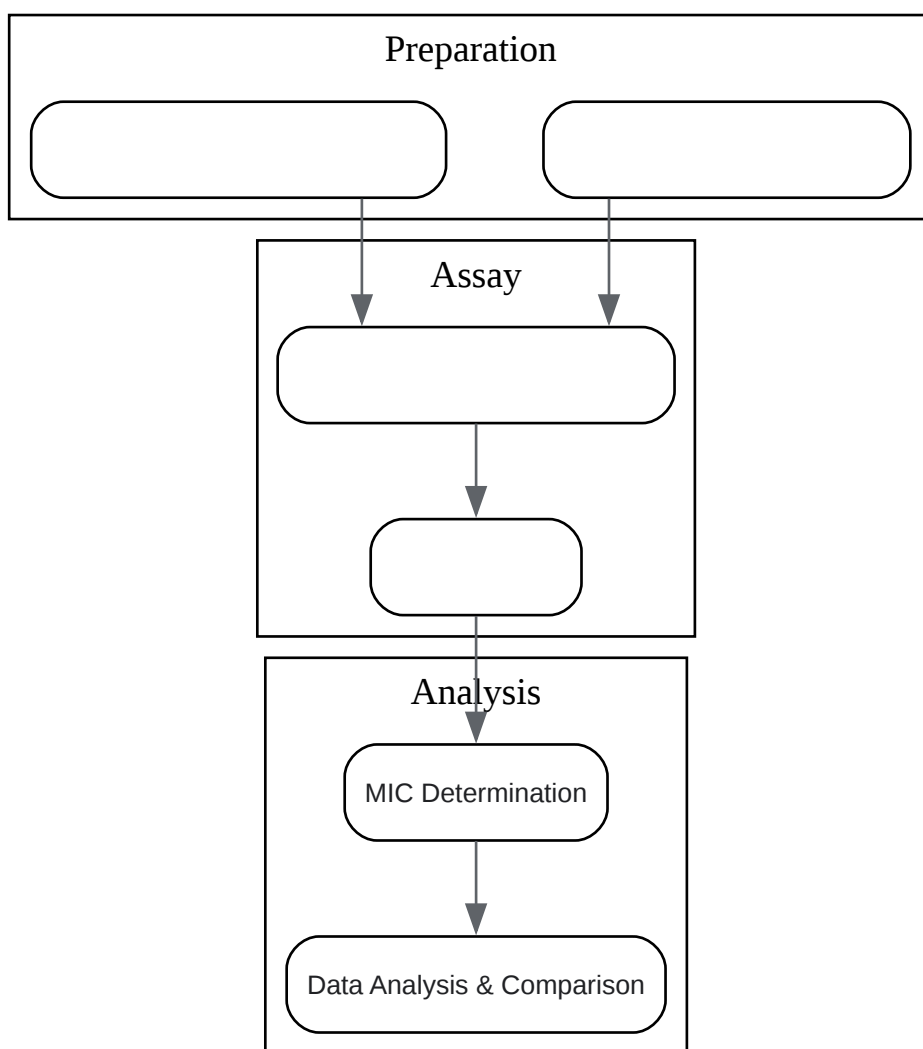 Preparation
Assay
Analysis
MIC Determination
Data Analysis & Comparison